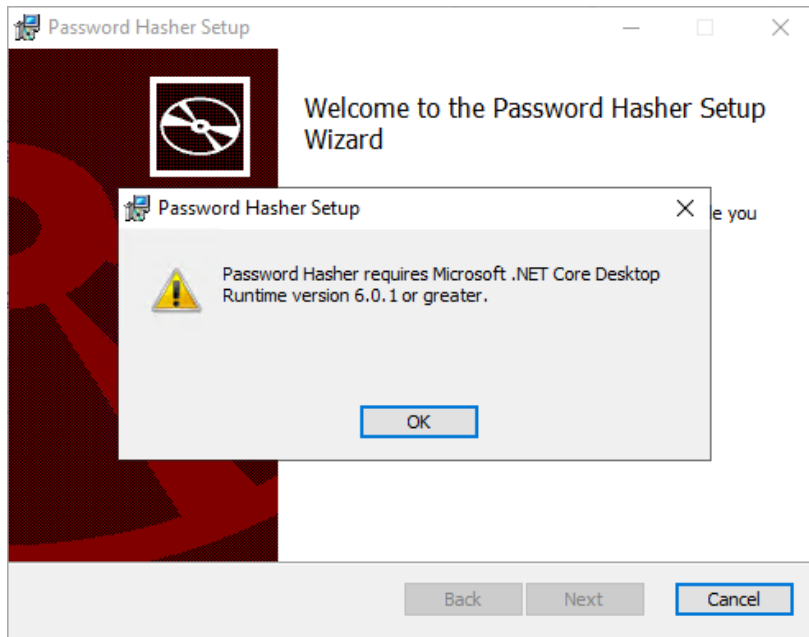 Password Hasher Setup
Welcome to the Password Hasher Setup
Wizard
Password Hasher Setup
you
Password Hasher requires Microsoft .NET Core Desktop
Runtime version 6.0.1 or greater.
OK
Back
Next
Cancel